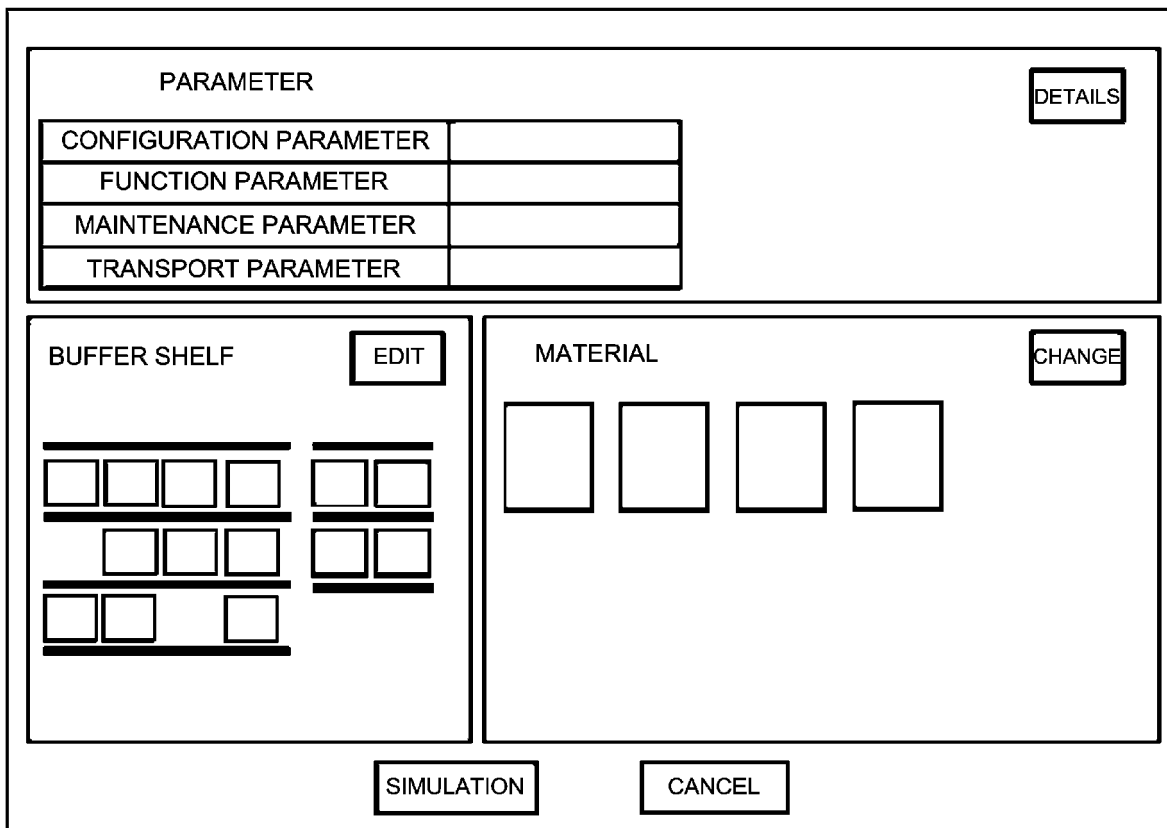 PARAMETER
DETAILS
CONFIGURATION PARAMETER
FUNCTION PARAMETER
MAINTENANCE PARAMETER
TRANSPORT PARAMETER
BUFFER SHELF
EDIT
MATERIAL
CHANGE
SIMULATION
CANCEL